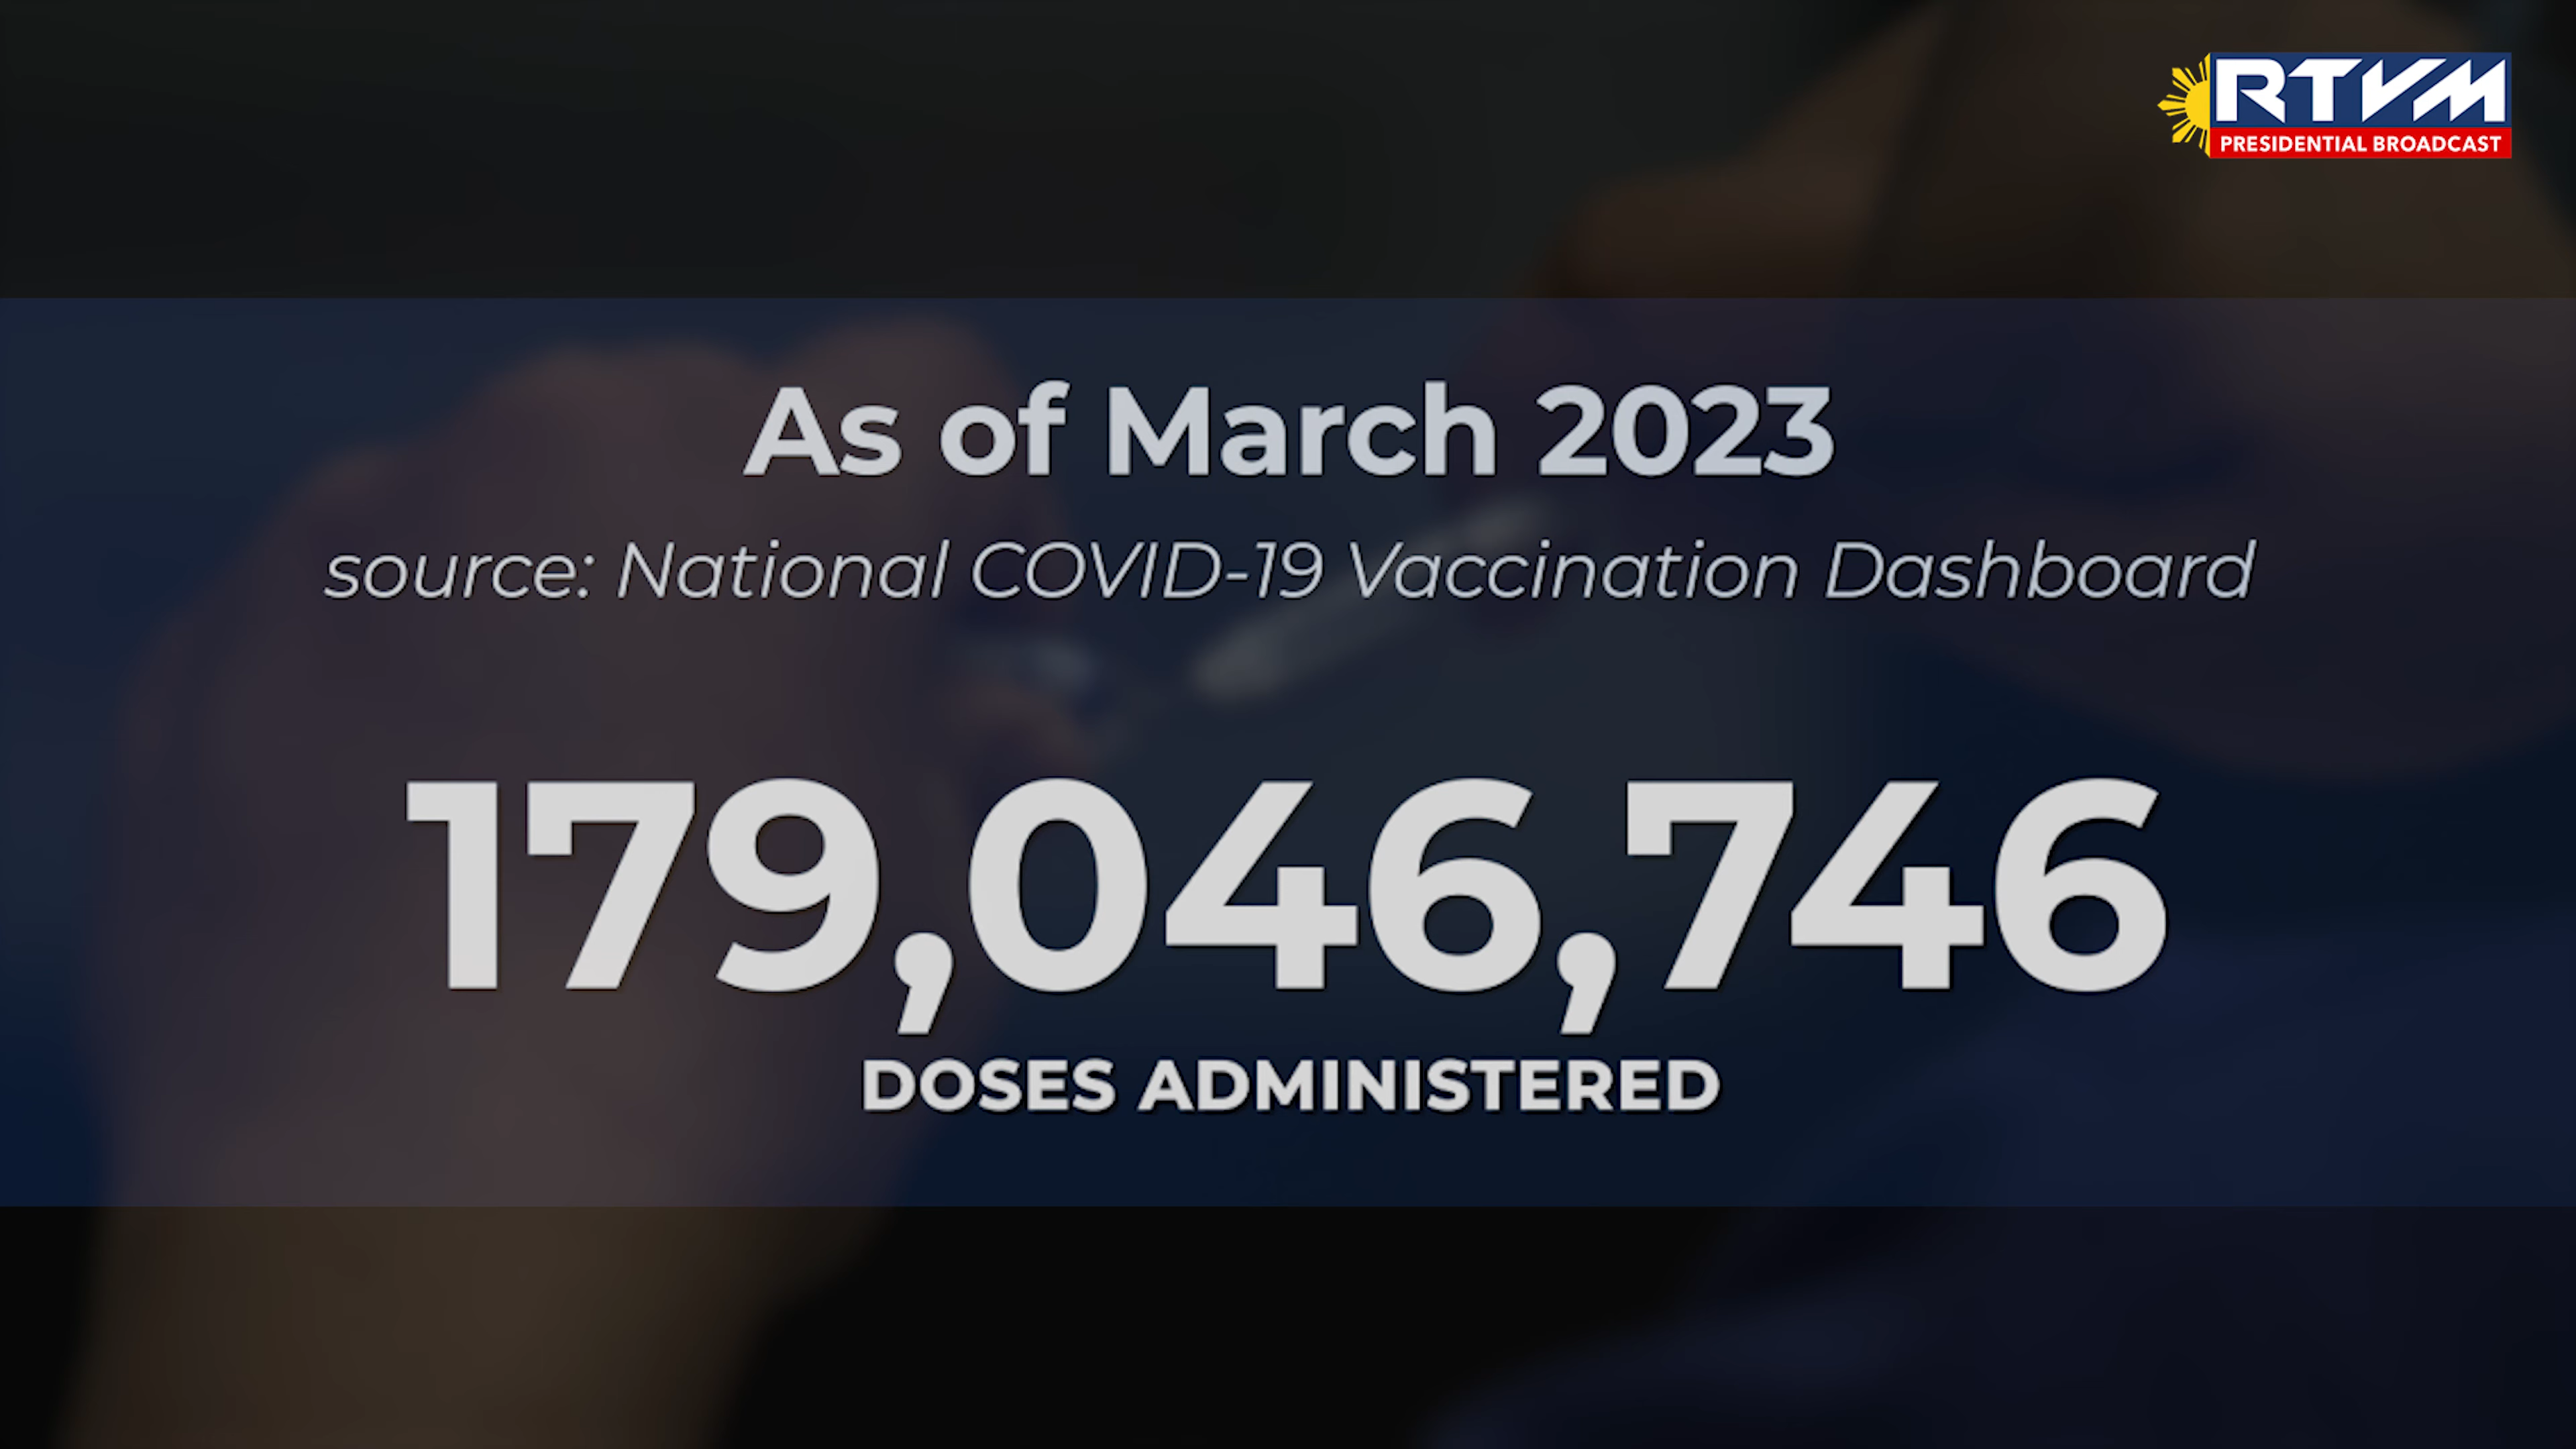 RTVM
PRESIDENTIAL BROADCAST
As of March 2023
source: National COVID-19 Vaccination Dashboard
179,046,746
DOSES ADMINISTERED